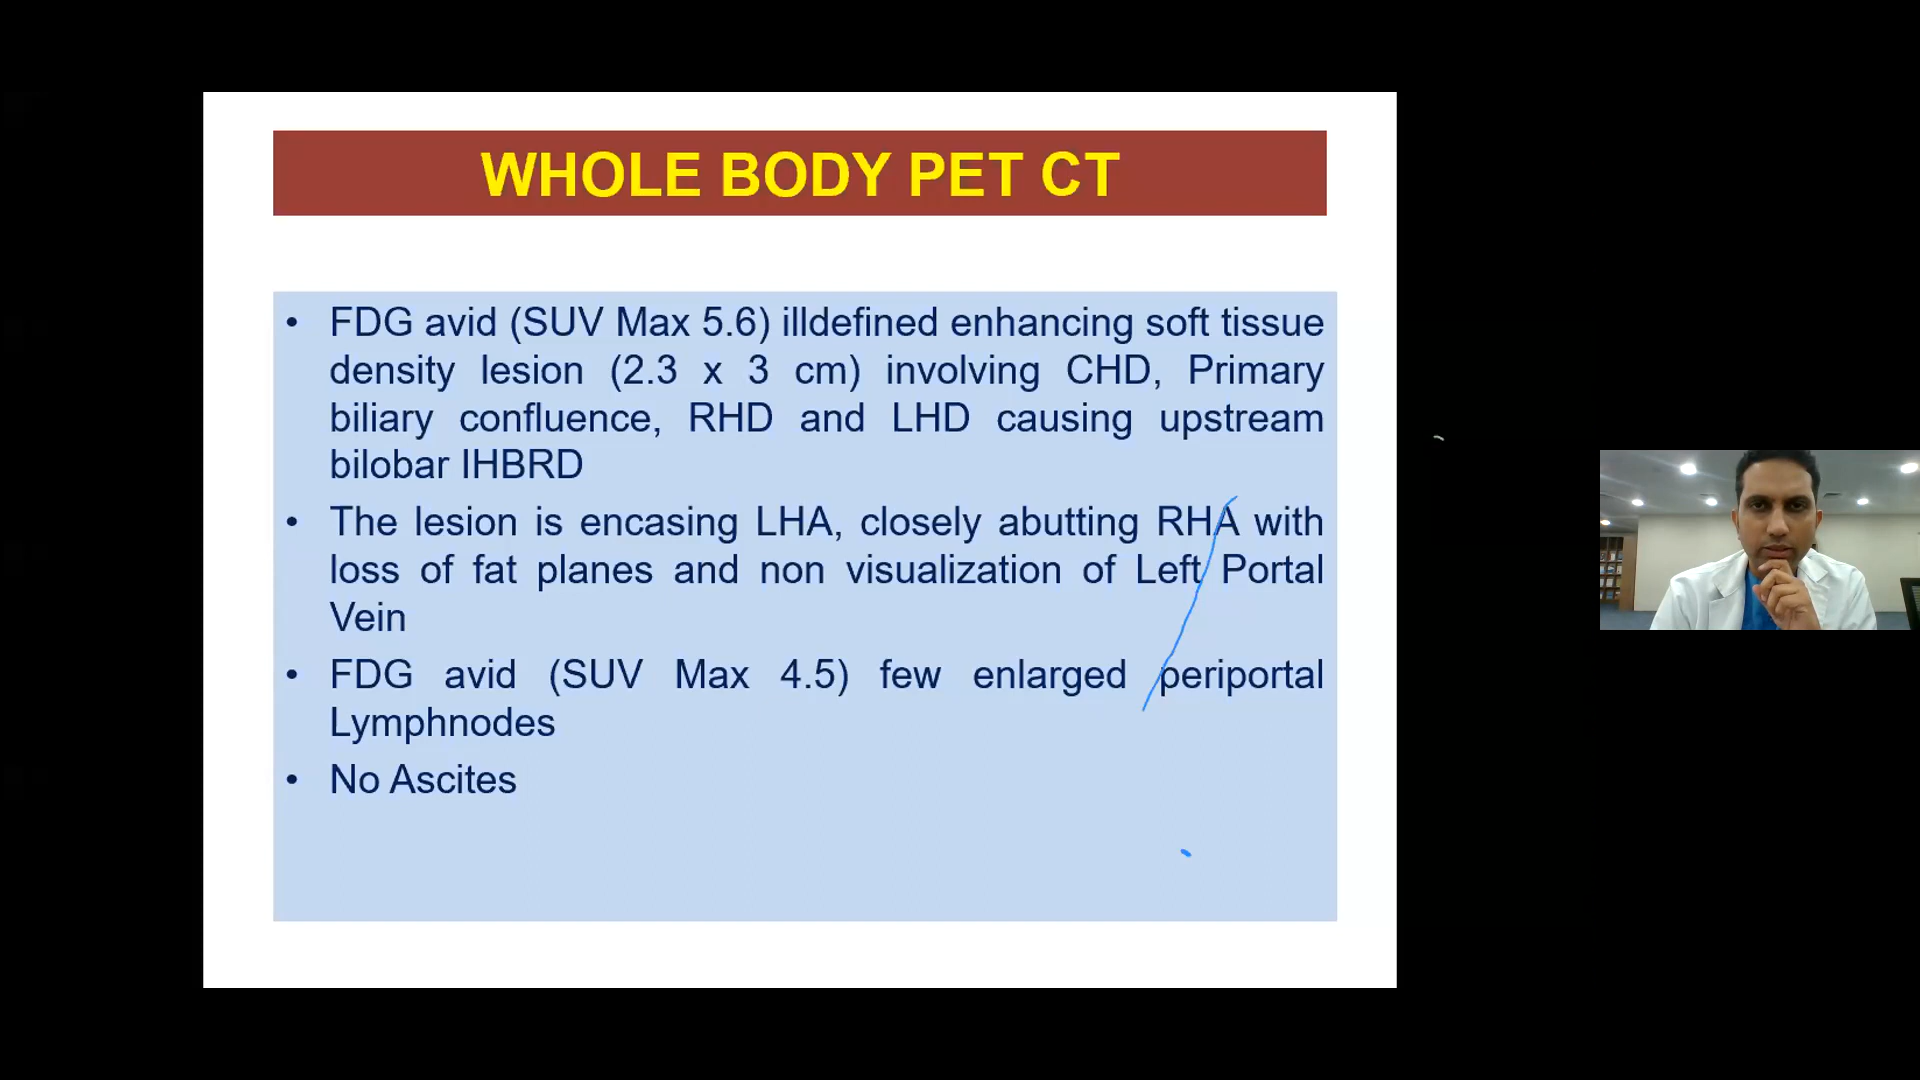 WHOLE BODY PET CT
• FDG avid (SUV Max 5.6) illdefined enhancing soft tissue
density lesion (2.3 x 3 cm) involving CHD, Primary
biliary confluence, RHD and LHD causing upstream
bilobar IHBRD
• The lesion is encasing LHA, closely abutting RHA with
loss of fat planes and non visualization of Left Portal
Vein
• FDG avid (SUV Max 4.5) few enlarged periportal
Lymphnodes
• No Ascites